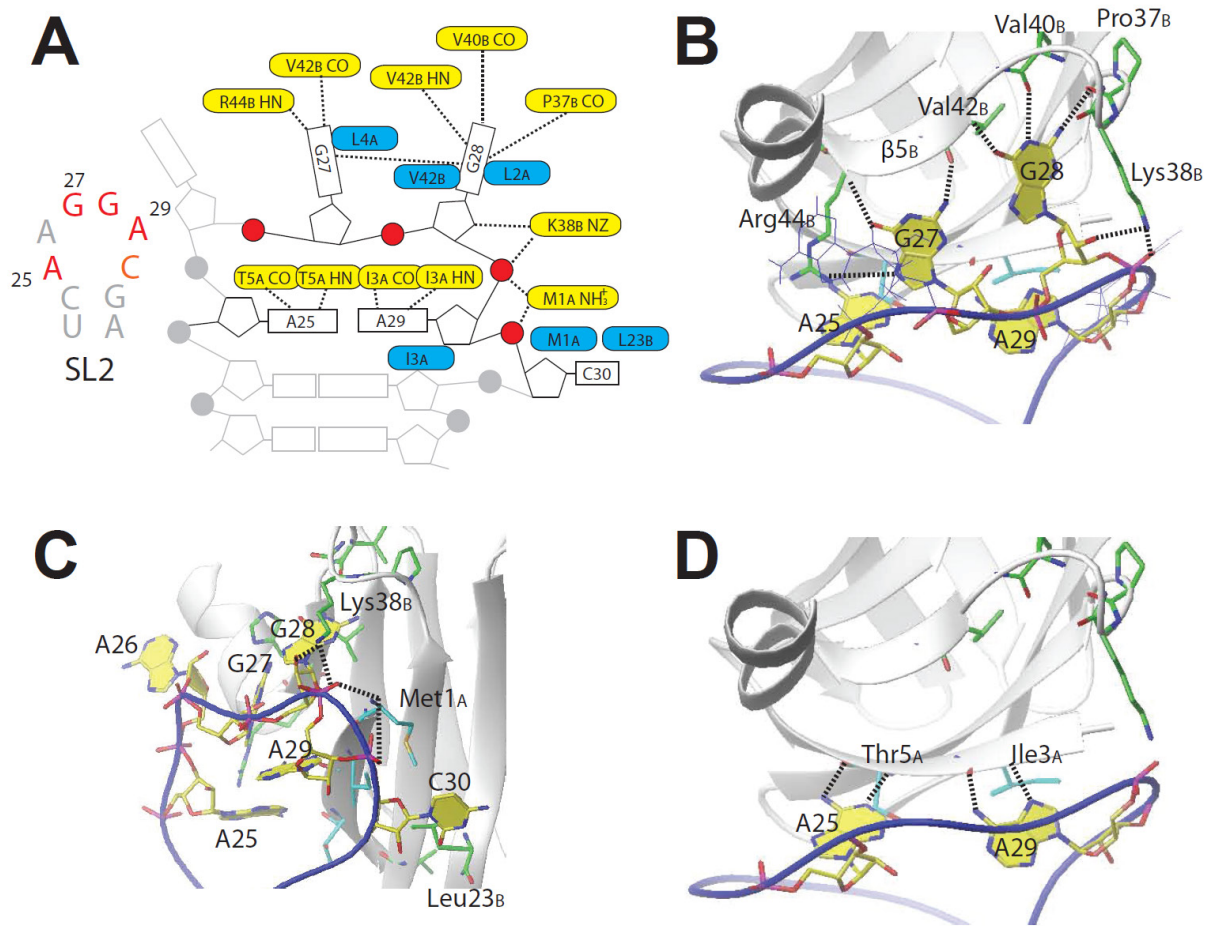 A
V40B CO
V42B CO
V42B HN
R44B HN
P37B CO
L4A
G27
G28
V42B
L2A
K38B NZ
27
G G
29
A A
25
A C
C G
U A
SL2
T5A CO
T5A HN
I3A CO
I3A HN
A25
A29
M1A NH3+
I3A
M1A
L23B
C30
B
Val40B
Pro37B
Val42B
β5B
G28
Lys38B
Arg44B
G27
A25
A29
C
Lys38B
A26
G28
G27
Met1A
A29
C30
A25
Leu23B
D
Thr5A
Jle3A
A25
A29